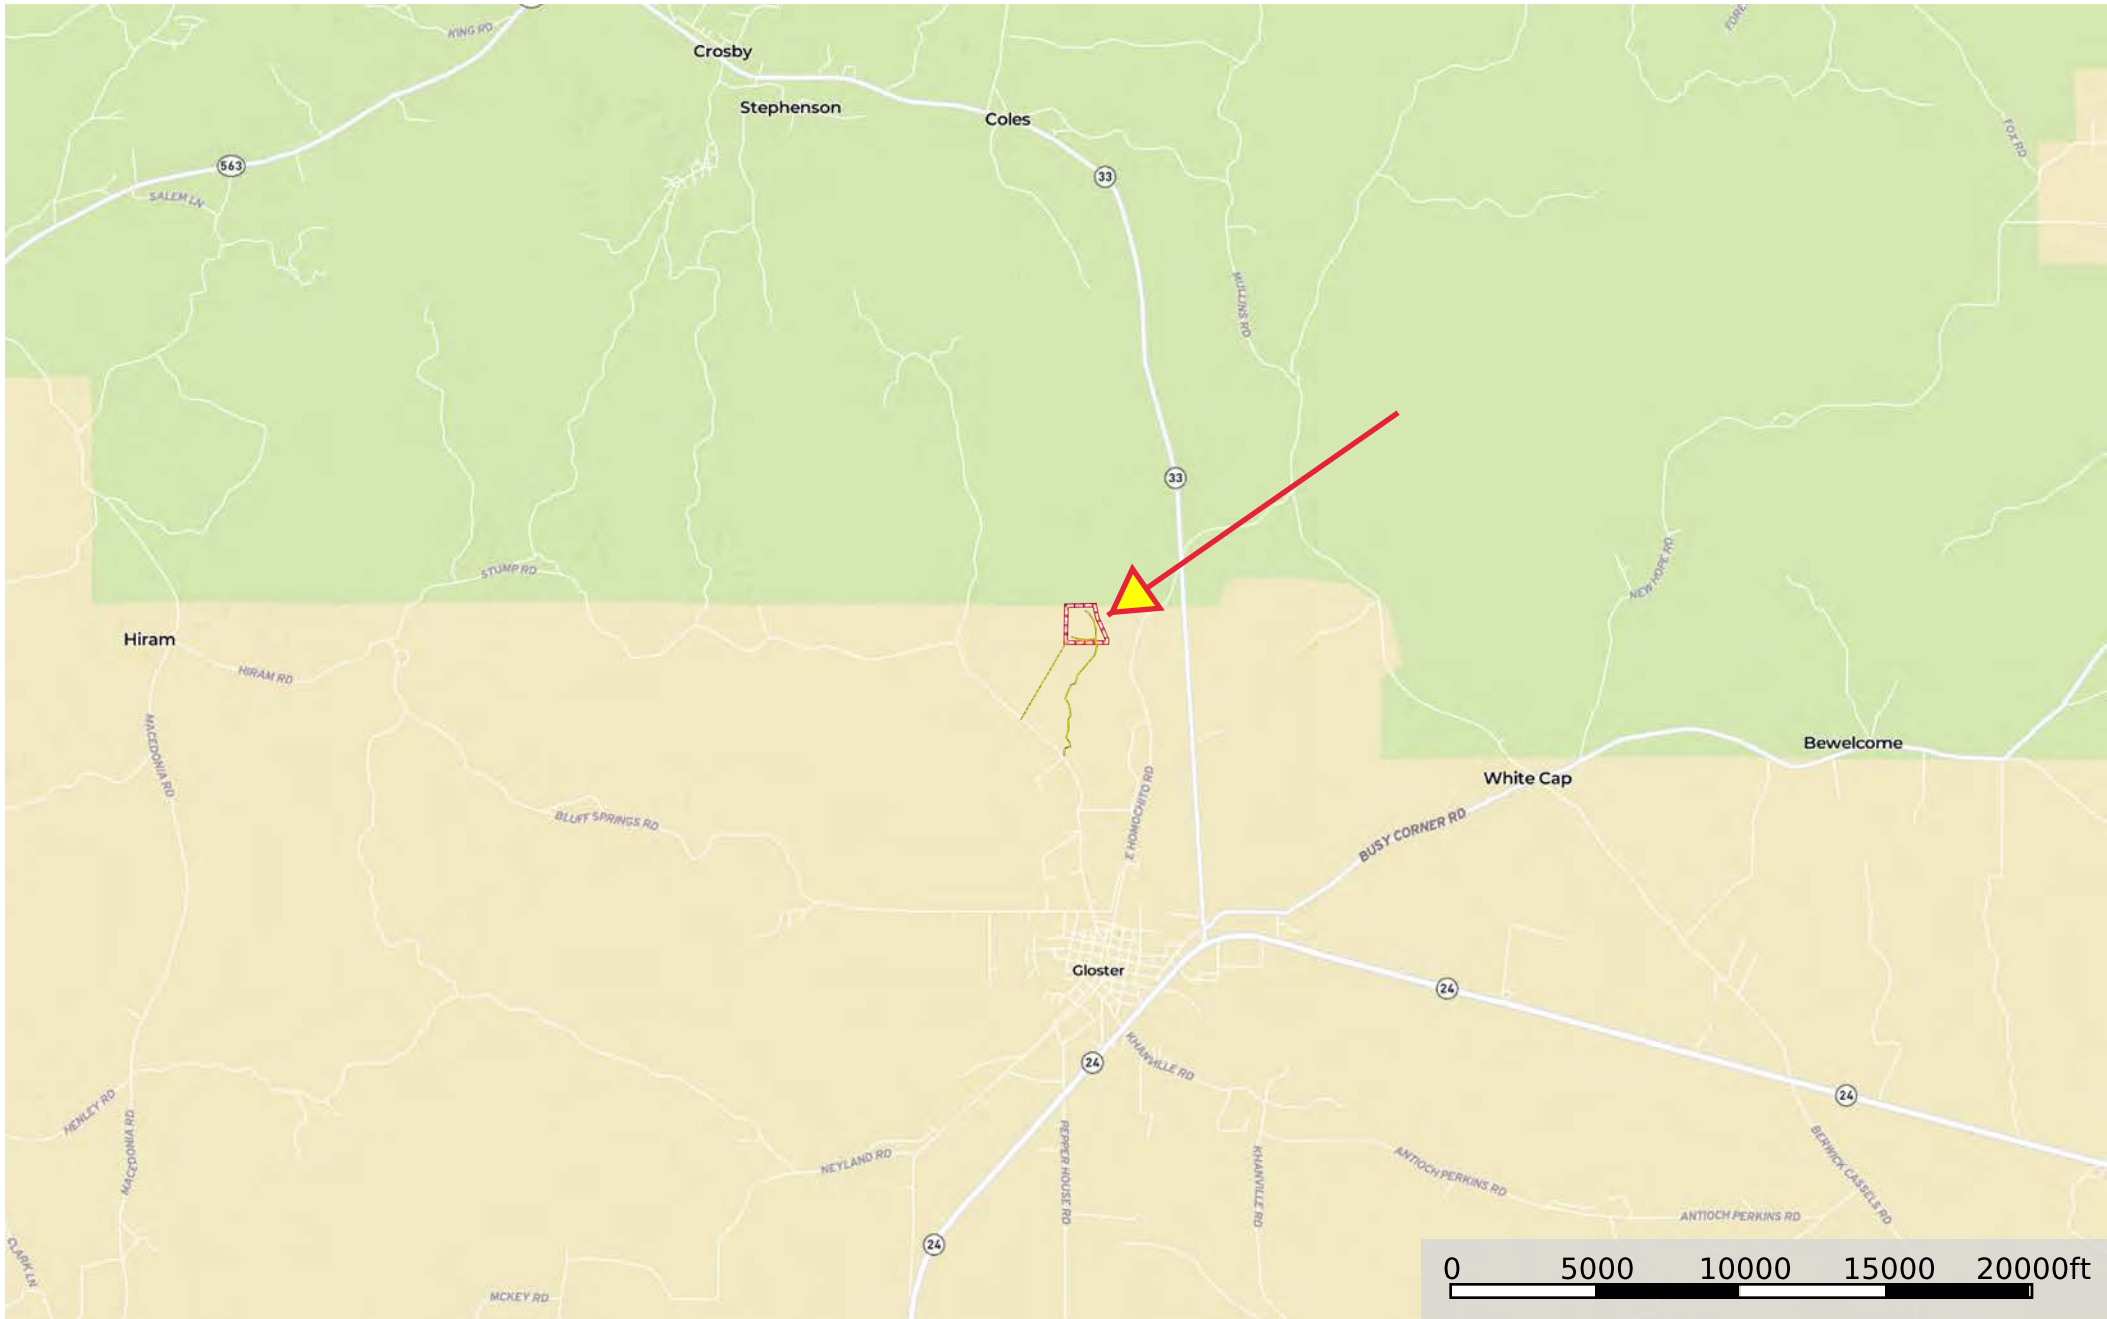 KING RD
Crosby
FORE
Stephenson
Coles
FOX RD
563
33
SALEM LN
MULLINS RD
33
STUMP RD
NEW HOPE RD
Hiram
HIRAM RD
MACEDONIA RD
Bewelcome
White Cap
BLUFF SPRINGS RD
E HOMOCHITO RD
BUSY CORNER RD
Gloster
24
24
KHANVILLE RD
24
HENLEY RD
MACEDONIA RD
NEYLAND RD
PEPPER HOUSE RD
KHANVILLE RD
ANTIOCH PERKINS RD
BERWICK CASSELS RD
ANTIOCH PERKINS RD
24
CLARK LN
MCKEY RD
0 5000 10000 15000 20000ft